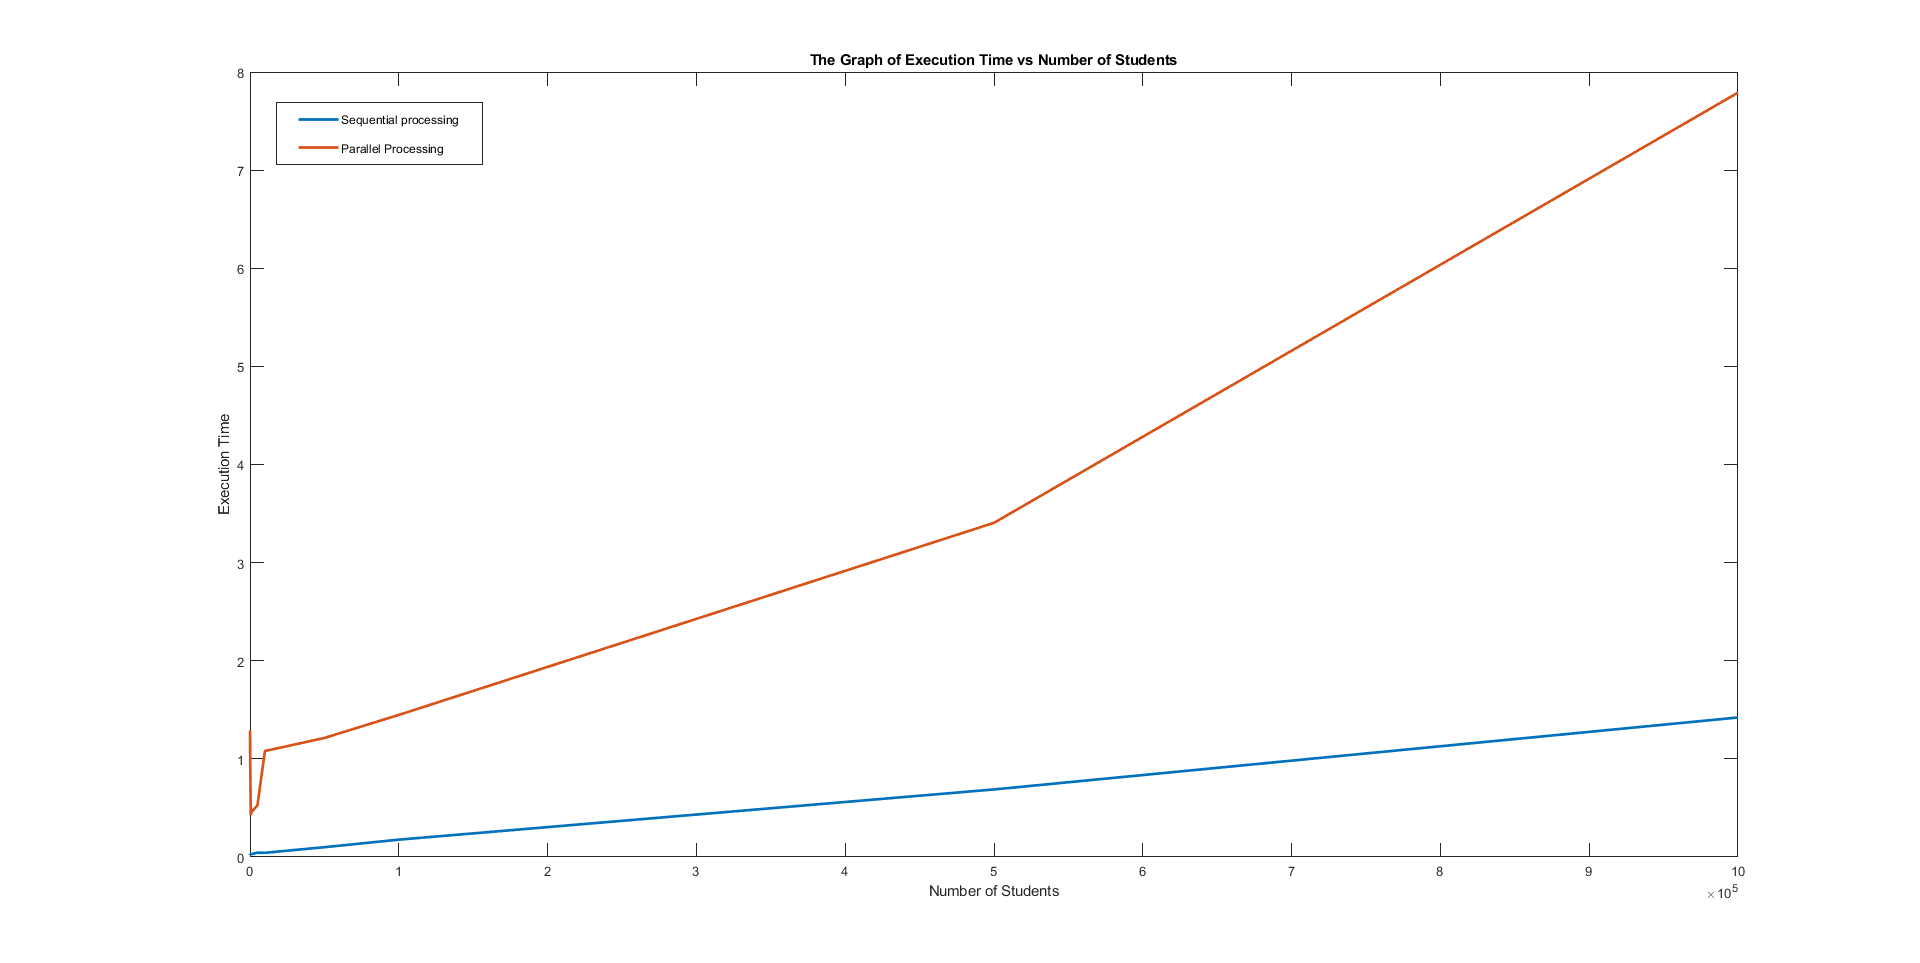 The Graph of Execution Time vs Number of Students
Sequential processing
Parallel Processing
Execution Time
8
7
6
5
4
3
2
1
0
0 1 2 3 4 5 6 7 8 9 10
×10^5
Number of Students